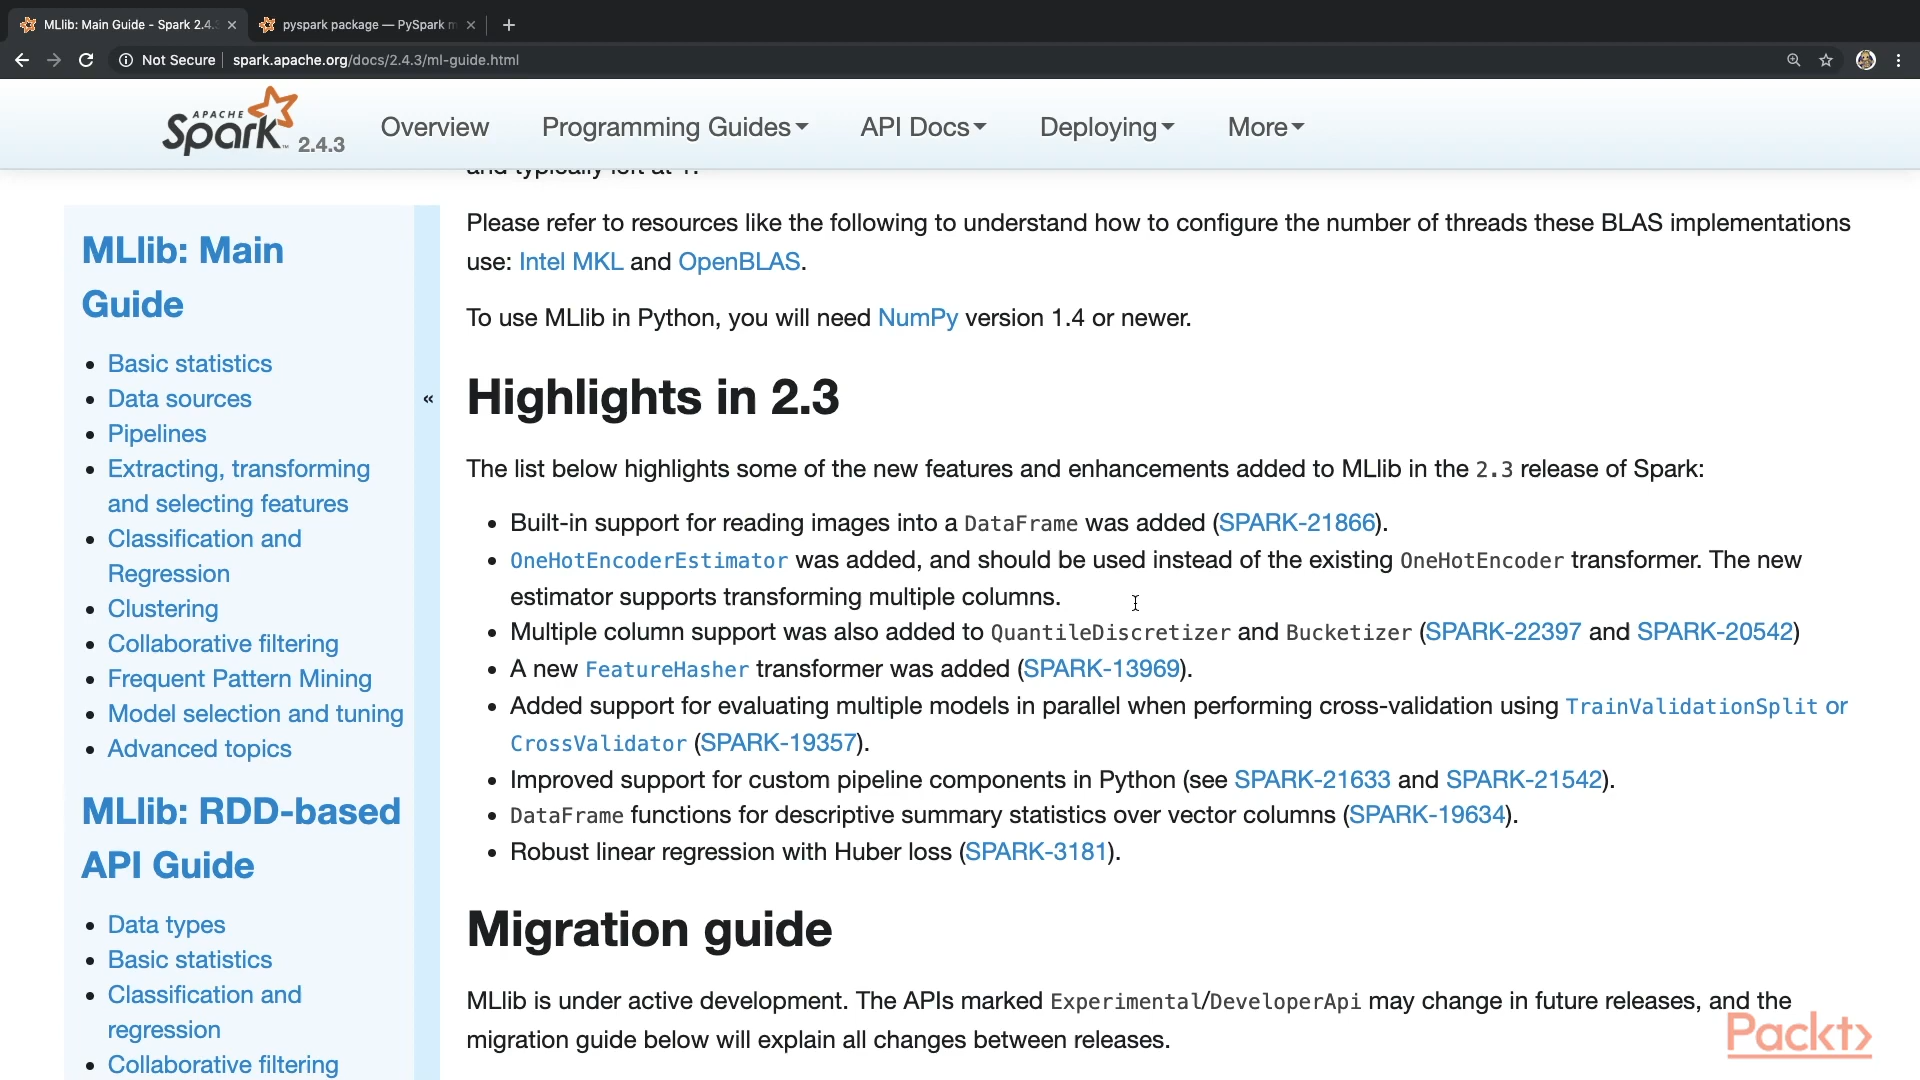 MLlib: Main Guide - Spark 2.4.3
pyspark package — PySpark m
Not Secure
spark.apache.org/docs/2.4.3/ml-guide.html
APACHE
Spark™ 2.4.3
Overview
Programming Guides
API Docs
Deploying
More
and typically left at 1.
MLlib: Main
Guide
Basic statistics
Data sources
Pipelines
Extracting, transforming
and selecting features
Classification and
Regression
Clustering
Collaborative filtering
Frequent Pattern Mining
Model selection and tuning
Advanced topics
MLlib: RDD-based
API Guide
Data types
Basic statistics
Classification and
regression
Collaborative filtering
«
Please refer to resources like the following to understand how to configure the number of threads these BLAS implementations
use: Intel MKL and OpenBLAS.
To use MLlib in Python, you will need NumPy version 1.4 or newer.
Highlights in 2.3
The list below highlights some of the new features and enhancements added to MLlib in the 2.3 release of Spark:
Built-in support for reading images into a DataFrame was added (SPARK-21866).
OneHotEncoderEstimator was added, and should be used instead of the existing OneHotEncoder transformer. The new
estimator supports transforming multiple columns.
Multiple column support was also added to QuantileDiscretizer and Bucketizer (SPARK-22397 and SPARK-20542)
A new FeatureHasher transformer was added (SPARK-13969).
Added support for evaluating multiple models in parallel when performing cross-validation using TrainValidationSplit or
CrossValidator (SPARK-19357).
Improved support for custom pipeline components in Python (see SPARK-21633 and SPARK-21542).
DataFrame functions for descriptive summary statistics over vector columns (SPARK-19634).
Robust linear regression with Huber loss (SPARK-3181).
Migration guide
MLlib is under active development. The APIs marked Experimental/DeveloperApi may change in future releases, and the
migration guide below will explain all changes between releases.
Packt>